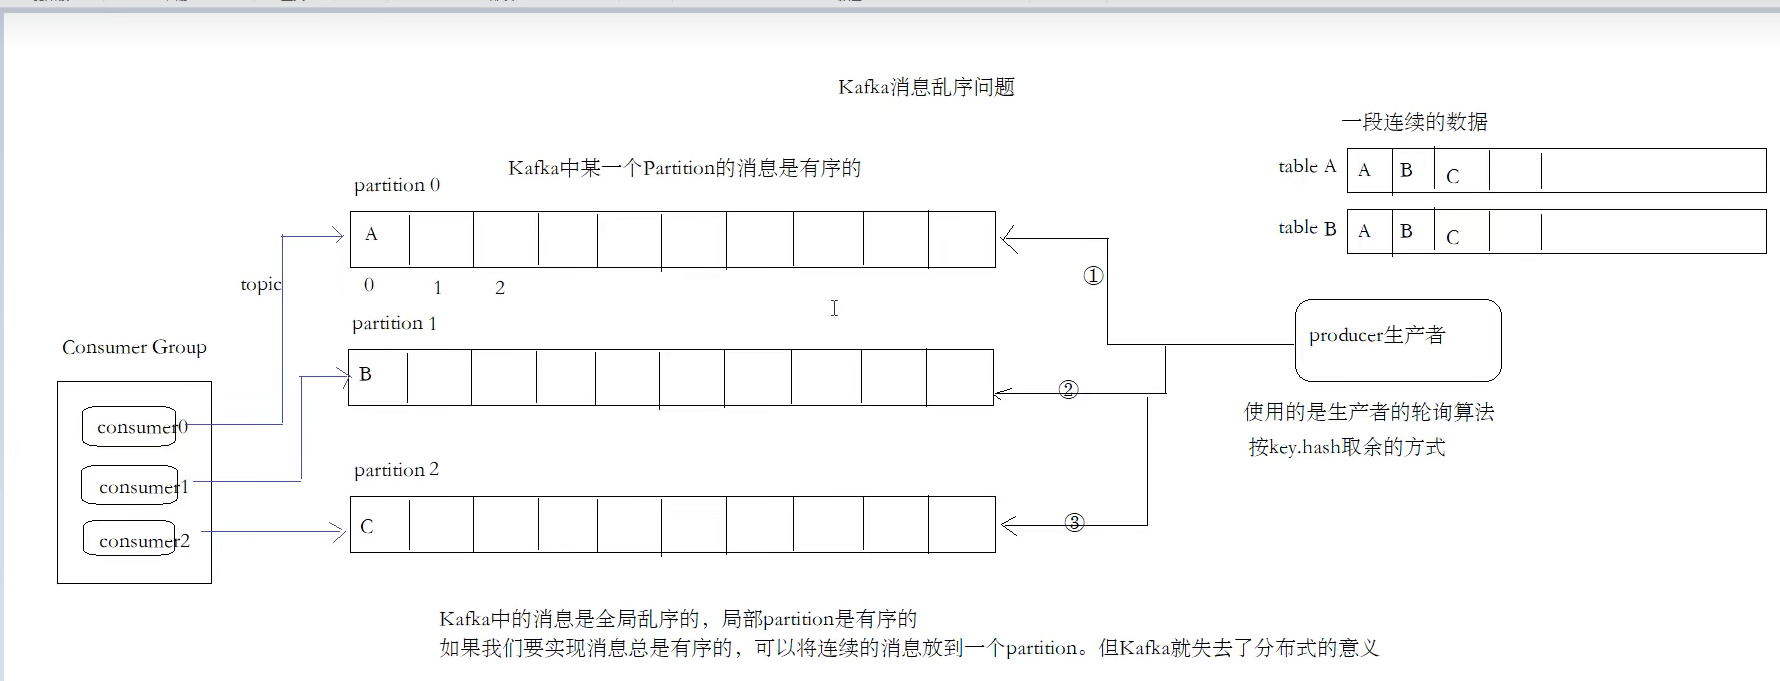 Kafka消息乱序问题
一段连续的数据
Kafka中某一个Partition的消息是有序的
table A A B C
partition 0
table B A B C
A
topic
0 1 2
①
partition 1
producer生产者
Consumer Group
B
②
使用的是生产者的轮询算法
consumer0
按key.hash取余的方式
partition 2
consumer1
C
③
consumer2
Kafka中的消息是全局乱序的，局部partition是有序的
如果我们要实现消息总是有序的，可以将连续的消息放到一个partition。但Kafka就失去了分布式的意义